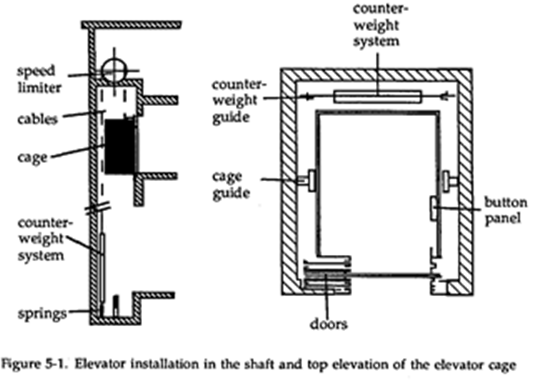 speed
limiter
cables
cage
counter-
weight
system
springs
counter-
weight
system
counter-
weight
guide
cage
guide
button
panel
doors
Figure 5-1. Elevator installation in the shaft and top elevation of the elevator cage